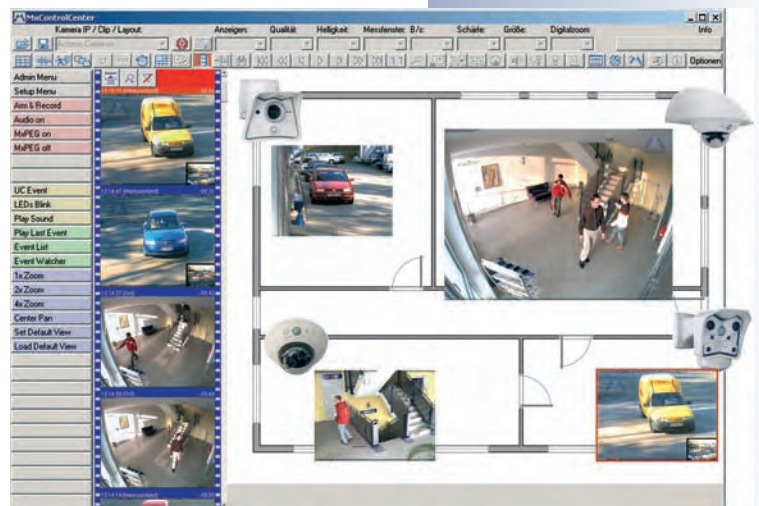 MxControlCenter
Kamera IP / Clip / Layout: Anzeigen: Qualität: Helligkeit: Messfenster: B/s: Schärfe: Größe: Digitalzoom: Info
Optionen
Admin Menu
Setup Menu
Arm & Record
Audio on
MxPEG on
MxPEG off
UC Event
LEDs Blink
Play Sound
Play Last Event
Event List
Event Watcher
1x Zoom
2x Zoom
4x Zoom
Center Pan
Set Default View
Load Default View